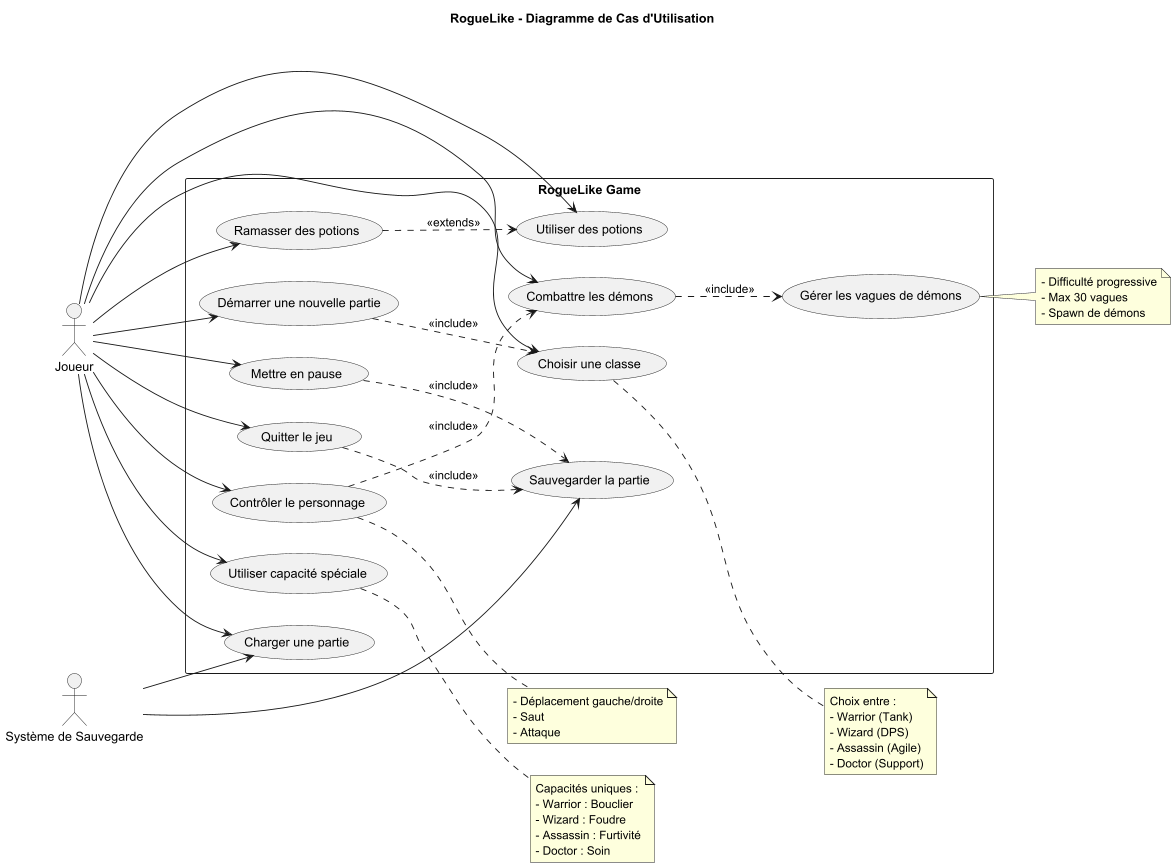 RogueLike - Diagramme de Cas d'Utilisation
RogueLike Game
Ramasser des potions
«extends»
Utiliser des potions
Démarrer une nouvelle partie
«include»
Combattre les démons
«include»
Gérer les vagues de démons
- Difficulté progressive
- Max 30 vagues
- Spawn de démons
Joueur
Mettre en pause
«include»
Choisir une classe
Quitter le jeu
«include»
«include»
Sauvegarder la partie
Contrôler le personnage
Utiliser capacité spéciale
Charger une partie
Système de Sauvegarde
- Déplacement gauche/droite
- Saut
- Attaque
Choix entre :
- Warrior (Tank)
- Wizard (DPS)
- Assassin (Agile)
- Doctor (Support)
Capacités uniques :
- Warrior : Bouclier
- Wizard : Foudre
- Assassin : Furtivité
- Doctor : Soin